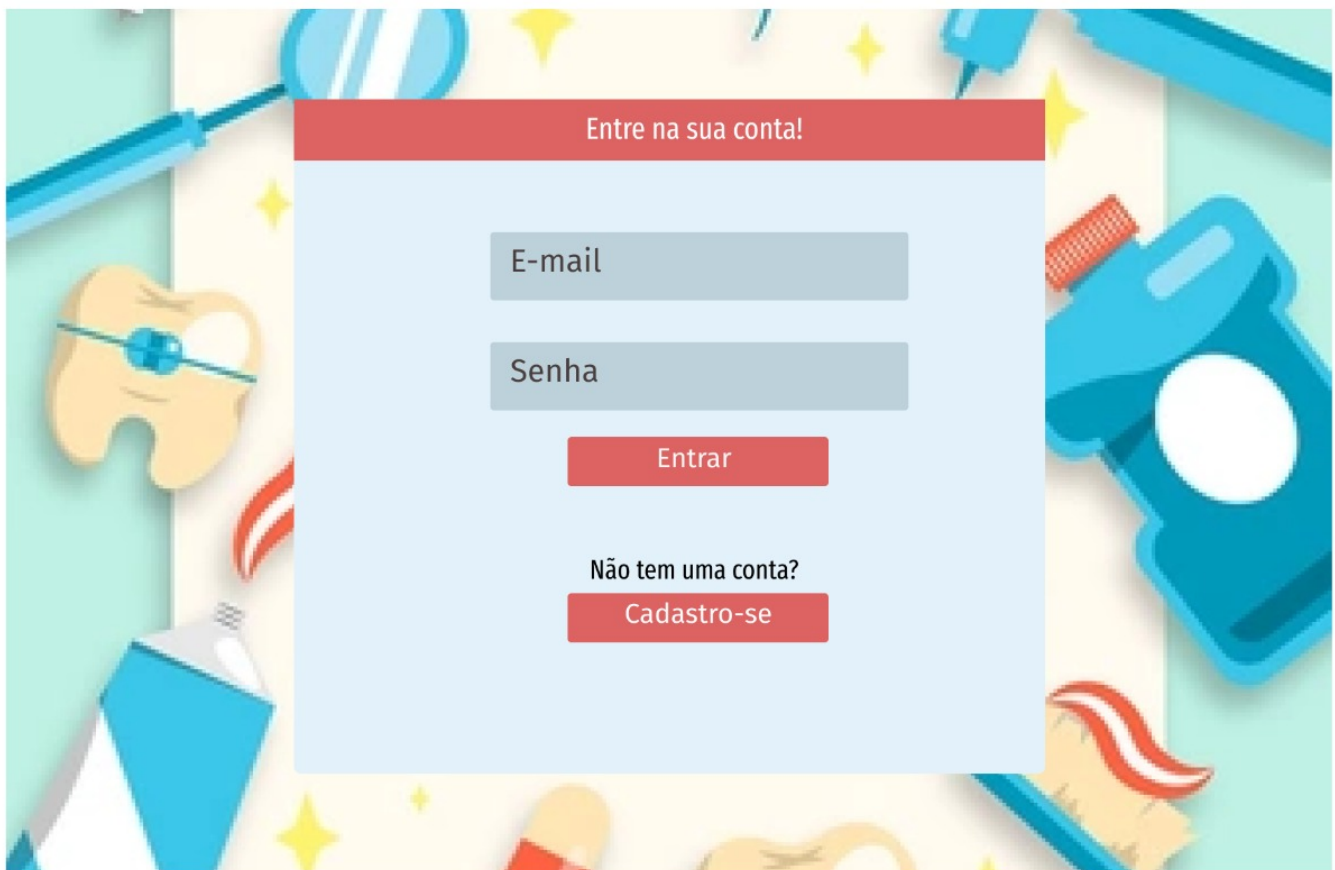 Entre na sua conta!
E-mail
Senha
Entrar
Não tem uma conta?
Cadastro-se